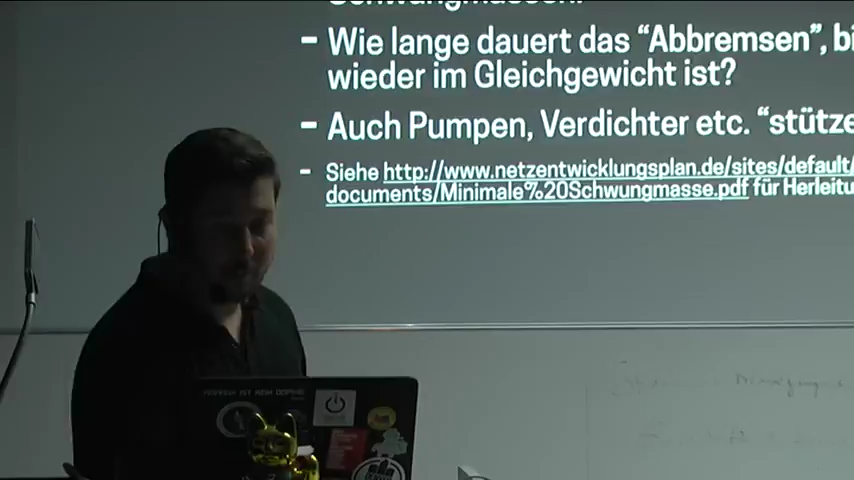 Schwungmassen.
– Wie lange dauert das “Abbremsen”, bi
wieder im Gleichgewicht ist?
– Auch Pumpen, Verdichter etc. “stütze
- Siehe http://www.netzentwicklungsplan.de/sites/default/
documents/Minimale%20Schwungmasse.pdf für Herleitu